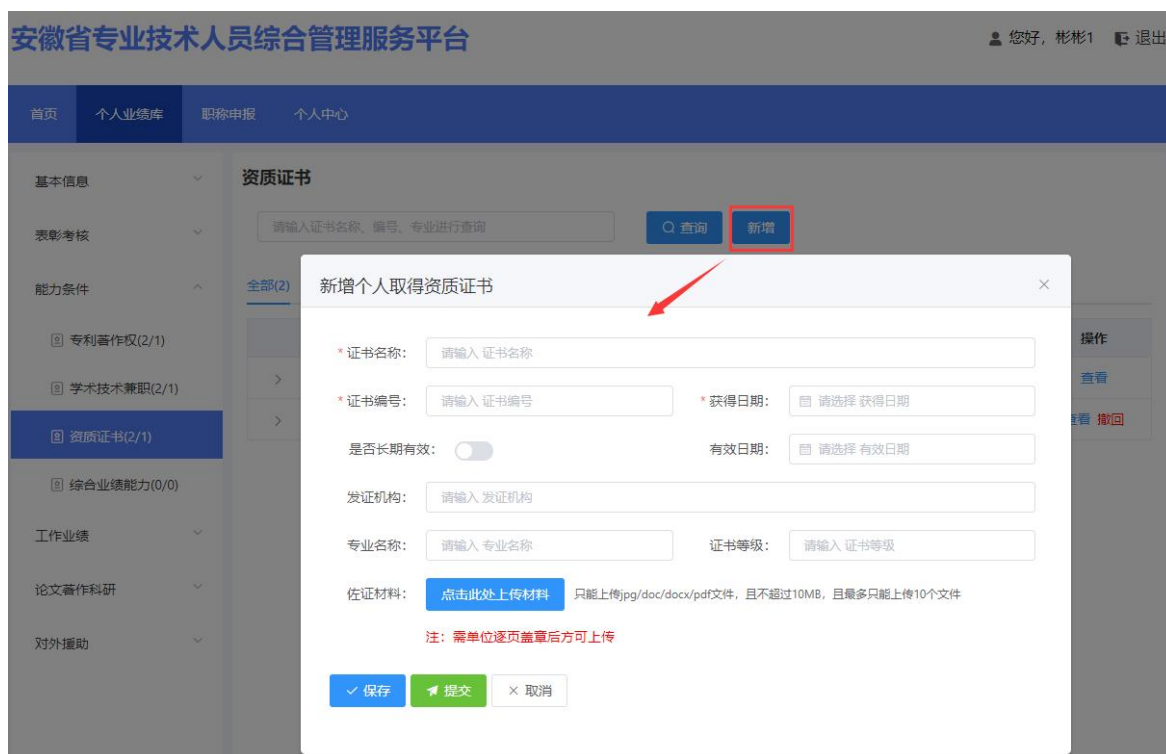 安徽省专业技术人员综合管理服务平台
您好，彬彬1 退出
首页 个人业绩库 职称申报 个人中心
基本信息
表彰考核
能力条件
专利著作权(2/1)
学术技术兼职(2/1)
资质证书(2/1)
综合业绩能力(0/0)
工作业绩
论文著作科研
对外援助
资质证书
请输入证书名称、编号、专业进行查询 查询 新增
全部(2)
操作
查看
查看 撤回
新增个人取得资质证书
* 证书名称： 请输入 证书名称
* 证书编号： 请输入 证书编号 * 获得日期： 请选择 获得日期
是否长期有效： 有效日期： 请选择 有效日期
发证机构： 请输入 发证机构
专业名称： 请输入 专业名称 证书等级： 请输入 证书等级
佐证材料： 点击此处上传材料 只能上传jpg/doc/docx/pdf文件，且不超过10MB，且最多只能上传10个文件
注：需单位逐页盖章后方可上传
保存 提交 取消